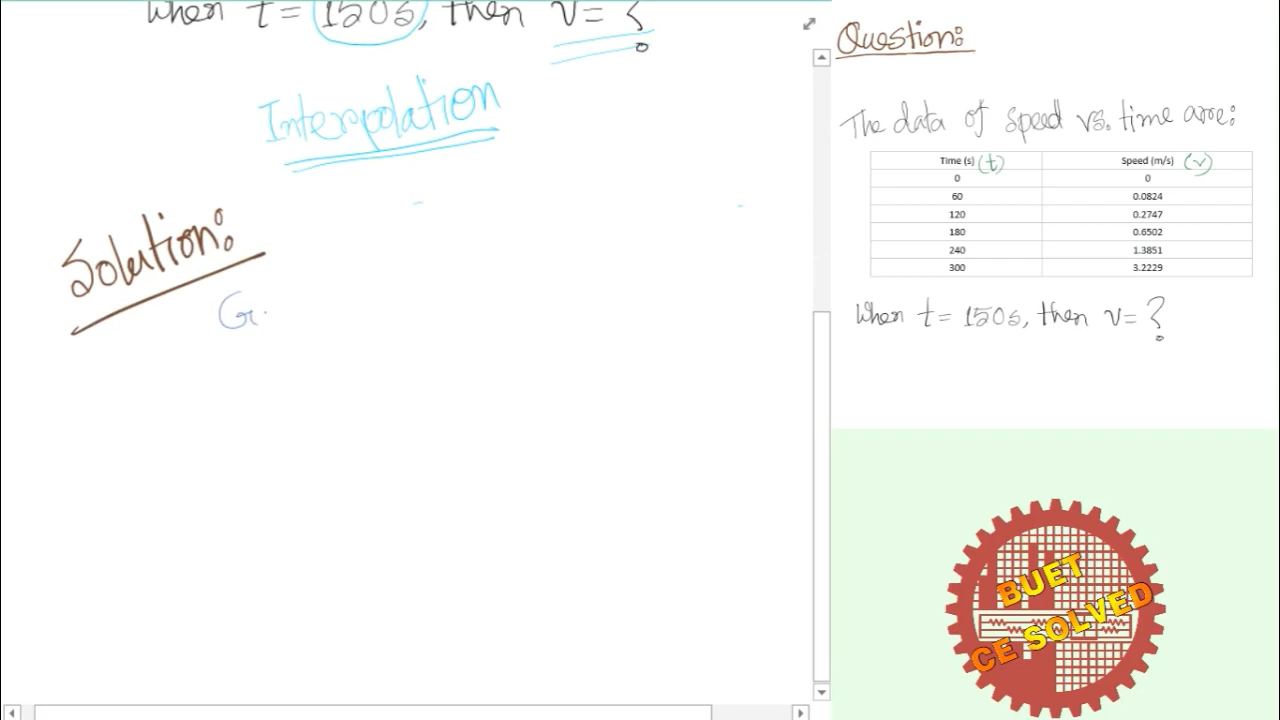 When t = 150s, then v = ?
Interpolation
Solution:
G
Question:
The data of speed vs. time are:
Time (s) (t) Speed (m/s) (v)
0 0
60 0.0824
120 0.2747
180 0.6502
240 1.3851
300 3.2229
When t = 150s, then v = ?
BUET
CE SOLVED